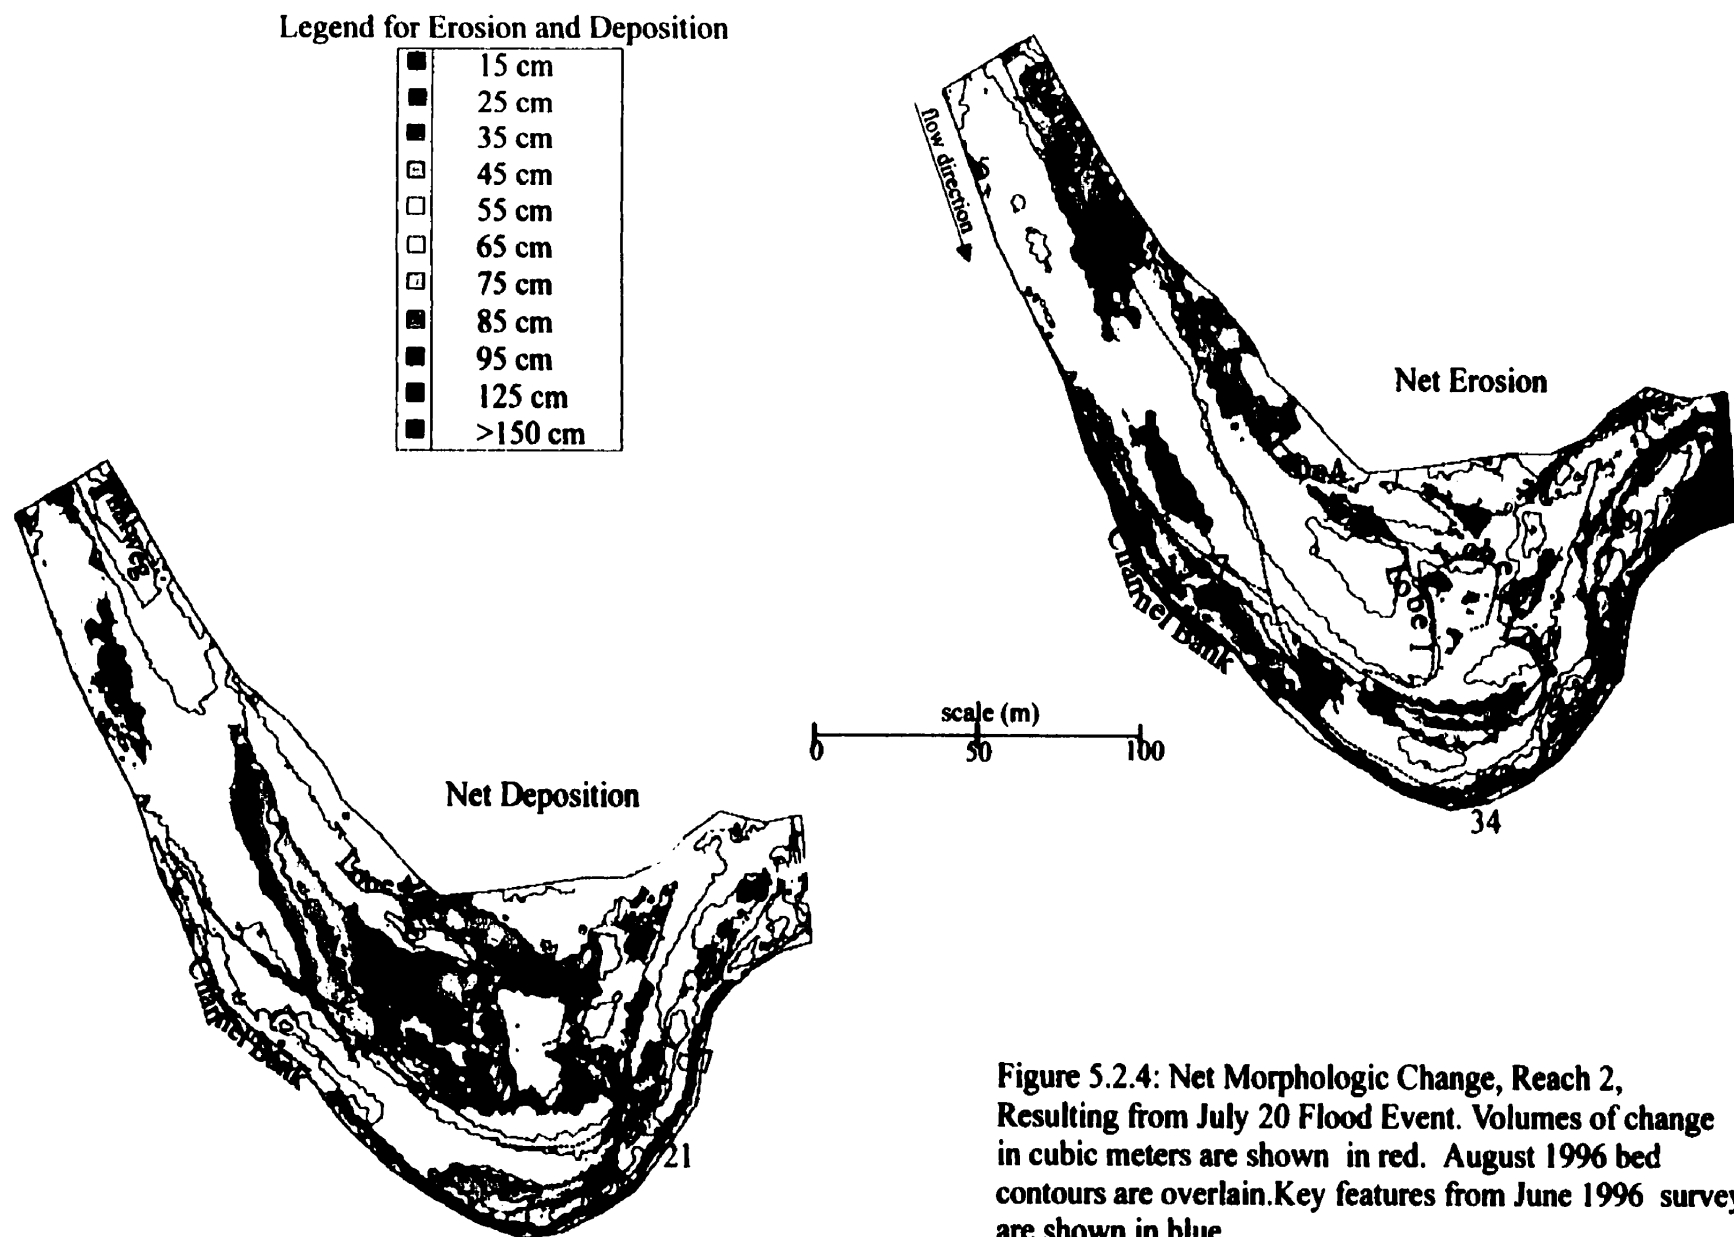 Legend for Erosion and Deposition
15 cm
25 cm
35 cm
45 cm
55 cm
65 cm
75 cm
85 cm
95 cm
125 cm
>150 cm
flow direction
Net Erosion
Channel Bank
Lobe 1
34
scale (m)
0 50 100
Net Deposition
Thalweg
Channel Bank
21
Figure 5.2.4: Net Morphologic Change, Reach 2,
Resulting from July 20 Flood Event. Volumes of change
in cubic meters are shown in red. August 1996 bed
contours are overlain.Key features from June 1996 survey
are shown in blue